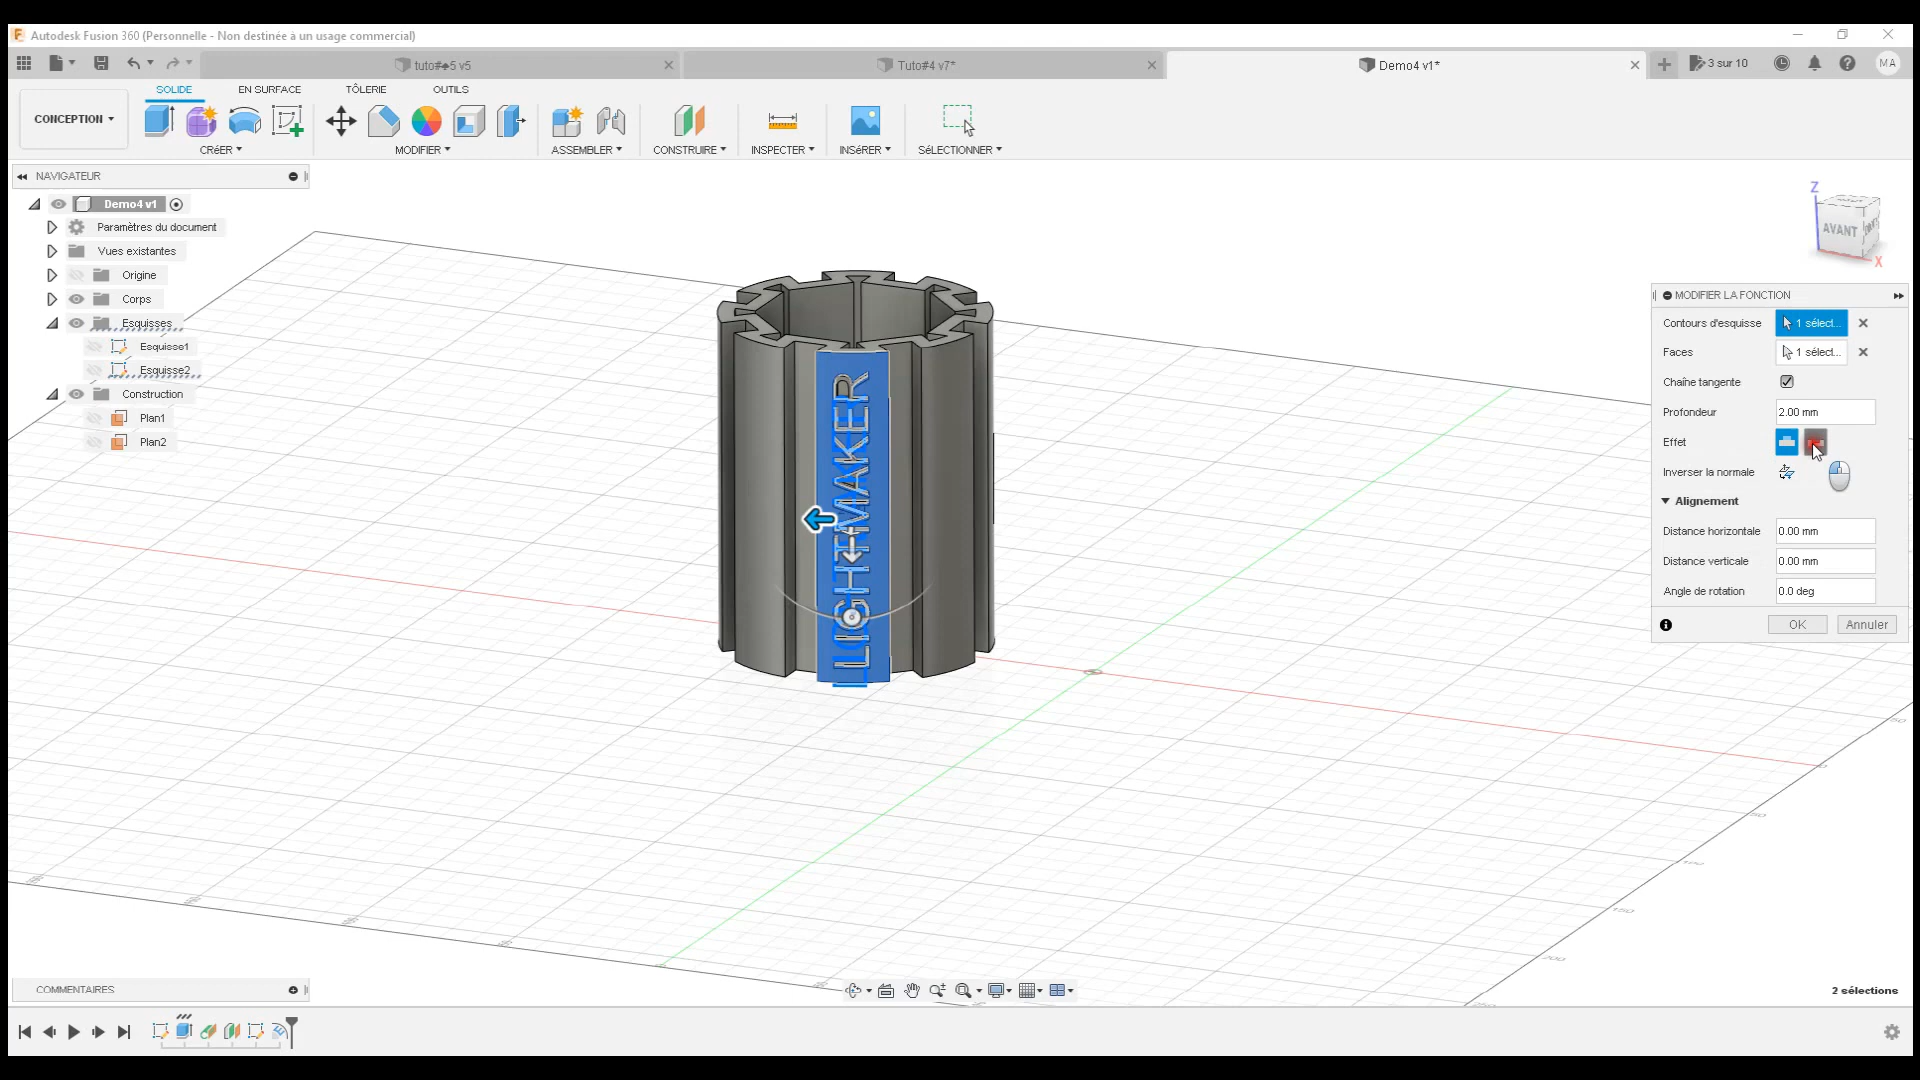 Autodesk Fusion 360 (Personnelle - Non destinée à un usage commercial)
tuto#♠5 v5
Tuto#4 v7*
Demo4 v1*
3 sur 10
MA
CONCEPTION
SOLIDE
EN SURFACE
TÔLERIE
OUTILS
CRéER
MODIFIER
ASSEMBLER
CONSTRUIRE
INSPECTER
INSéRER
SéLECTIONNER
NAVIGATEUR
Demo4 v1
Paramètres du document
Vues existantes
Origine
Corps
Esquisses
Esquisse1
Esquisse2
Construction
Plan1
Plan2
Z
AVANT
X
LIGHTMAKER
MODIFIER LA FONCTION
Contours d'esquisse
1 sélect...
Faces
1 sélect...
Chaîne tangente
Profondeur
2.00 mm
Effet
Inverser la normale
Alignement
Distance horizontale
0.00 mm
Distance verticale
0.00 mm
Angle de rotation
0.0 deg
OK
Annuler
COMMENTAIRES
2 sélections